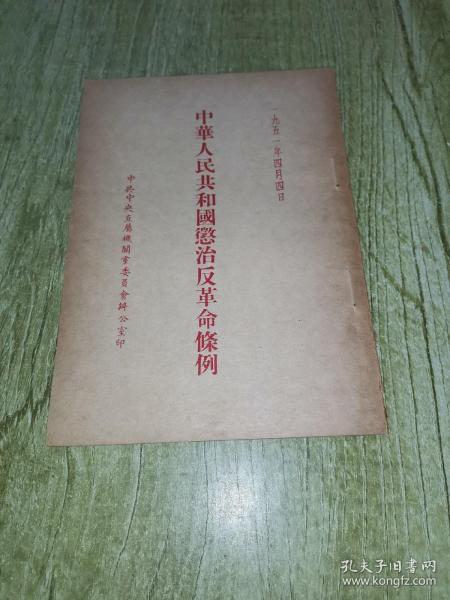 一九五一年四月四日
中華人民共和國懲治反革命條例
中共中央直屬機關黨委員會辦公室印
孔夫子旧书网
www.kongfz.com